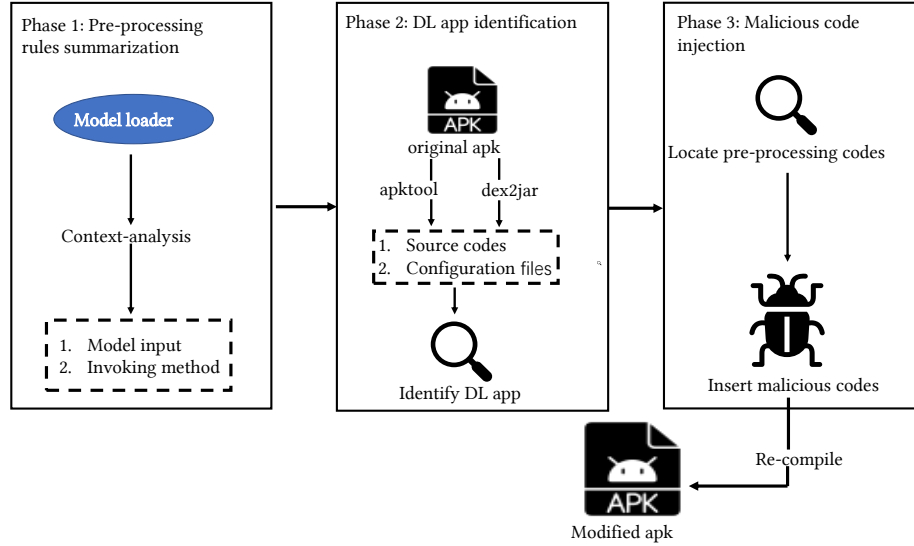 Phase 1: Pre-processing
rules summarization
Model loader
Context-analysis
1. Model input
2. Invoking method
Phase 2: DL app identification
APK
original apk
apktool dex2jar
1. Source codes
2. Configuration files
Identify DL app
Phase 3: Malicious code
injection
Locate pre-processing codes
Insert malicious codes
Re-compile
APK
Modified apk